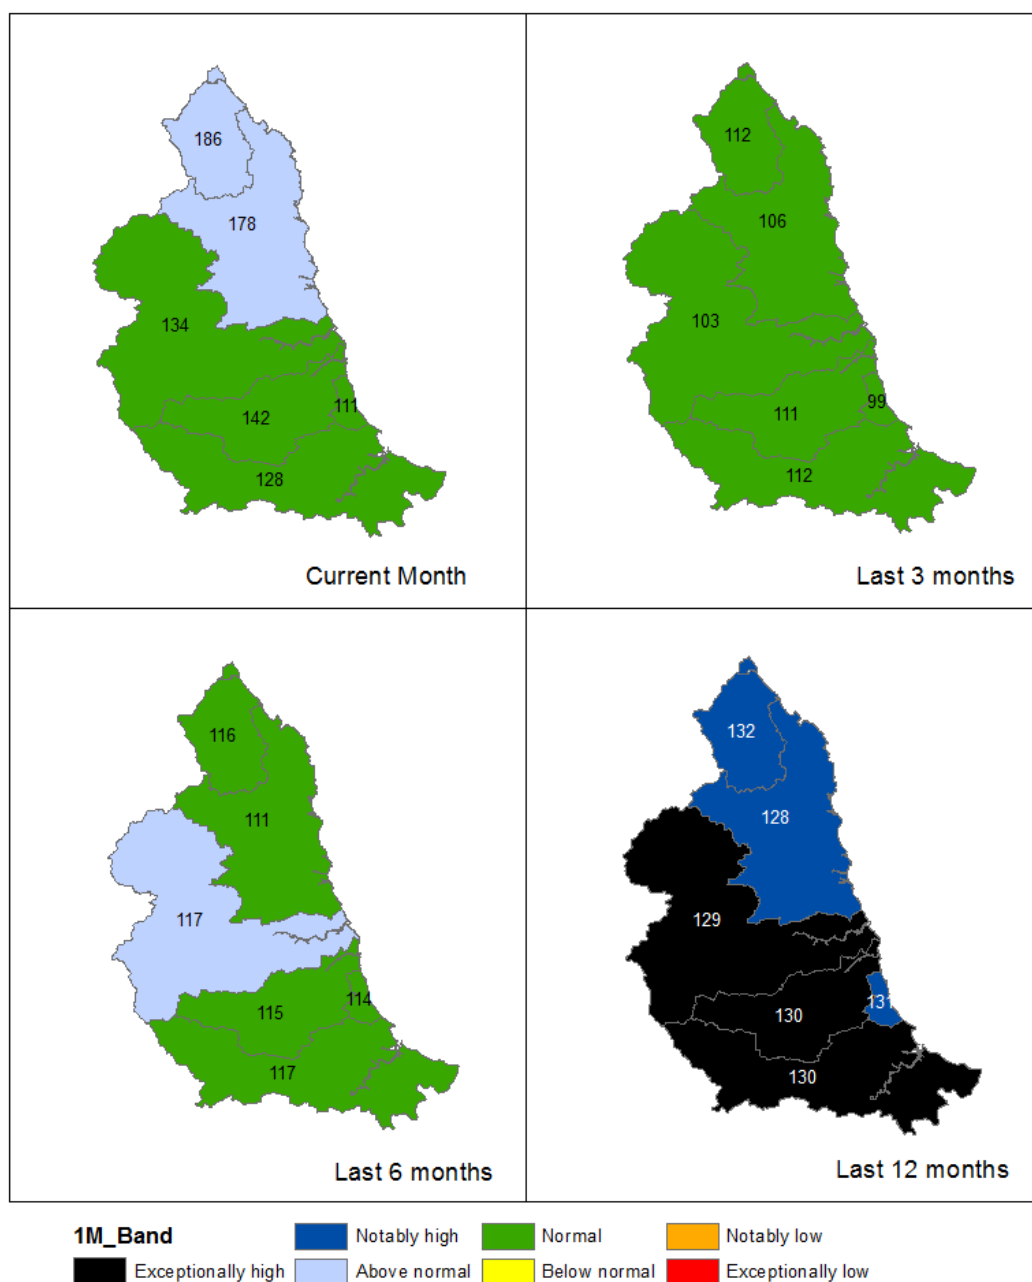 186
178
134
142
111
128
Current Month
112
106
103
111
99
112
Last 3 months
116
111
117
115
114
117
Last 6 months
132
128
129
130
131
130
Last 12 months
1M_Band
Notably high
Normal
Notably low
Exceptionally high
Above normal
Below normal
Exceptionally low